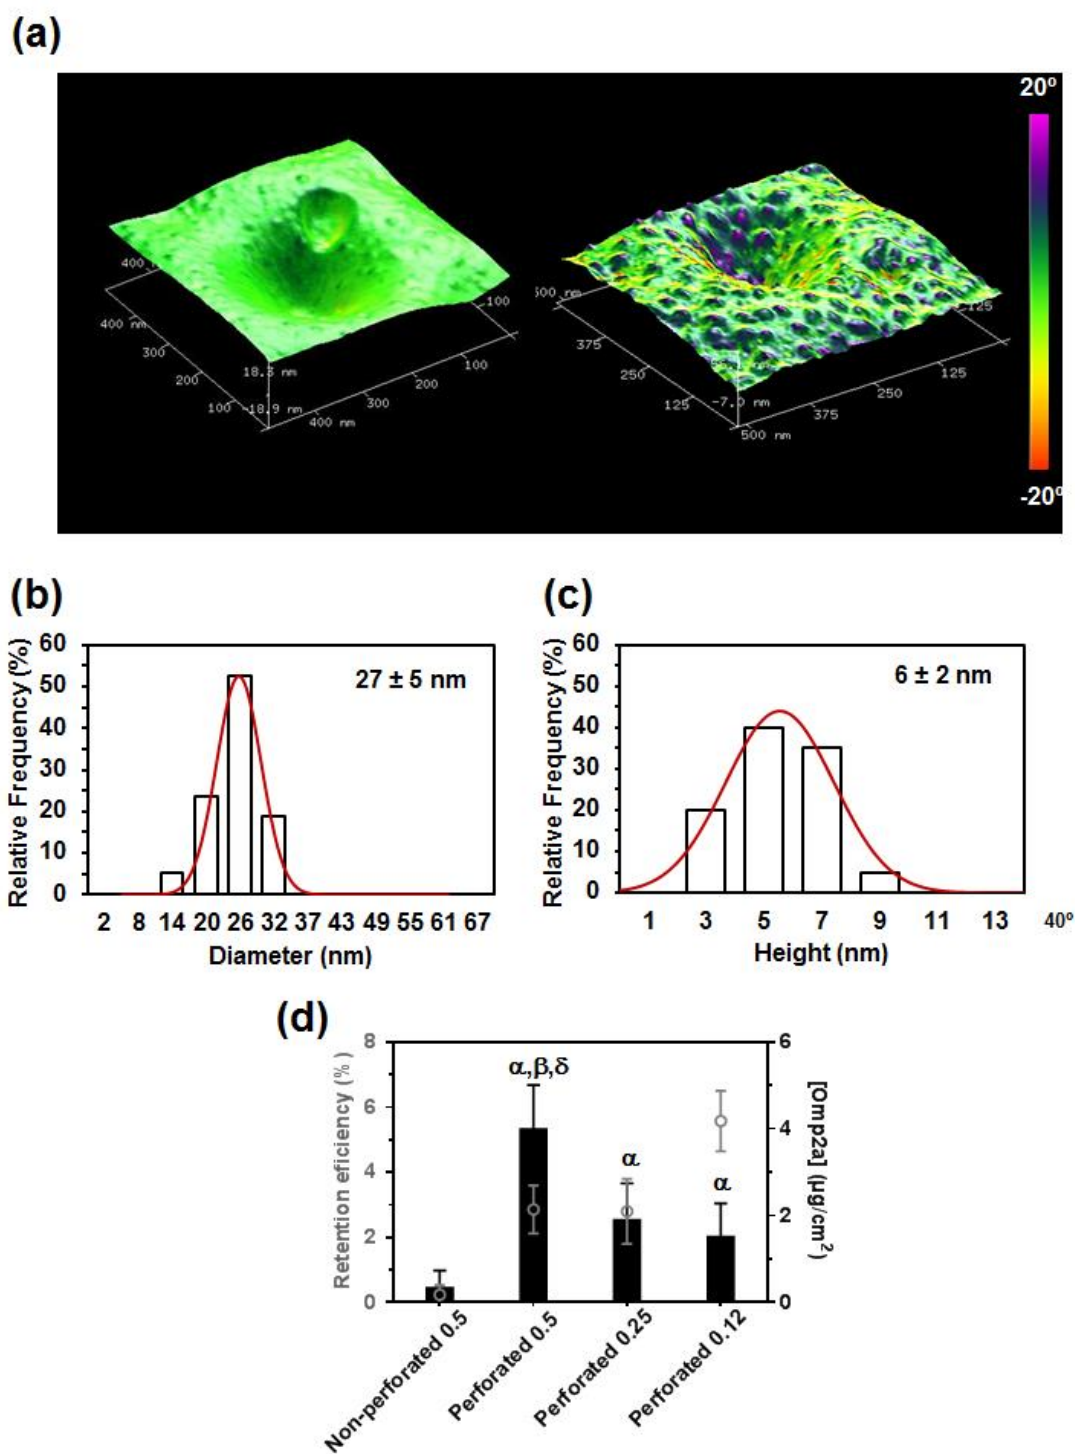 (a)
20º
-20º
400 n
400 nm
300
200
100
18.3 nm
-18.9 nm
400 nm
300
200
100
100
500 nm
375
250
125
-7.0 nm
500 nm
375
250
125
125
(b)
Relative Frequency (%)
60
50
40
30
20
10
0
27 ± 5 nm
2 8 14 20 26 32 37 43 49 55 61 67
Diameter (nm)
(c)
Relative Frequency (%)
60
50
40
30
20
10
0
6 ± 2 nm
1 3 5 7 9 11 13
40º
Height (nm)
(d)
Retention eficiency (%)
8
6
4
2
0
α,β,δ
α
α
6
4
2
0
[Omp2a] (µg/cm²)
Non-perforated 0.5
Perforated 0.5
Perforated 0.25
Perforated 0.12